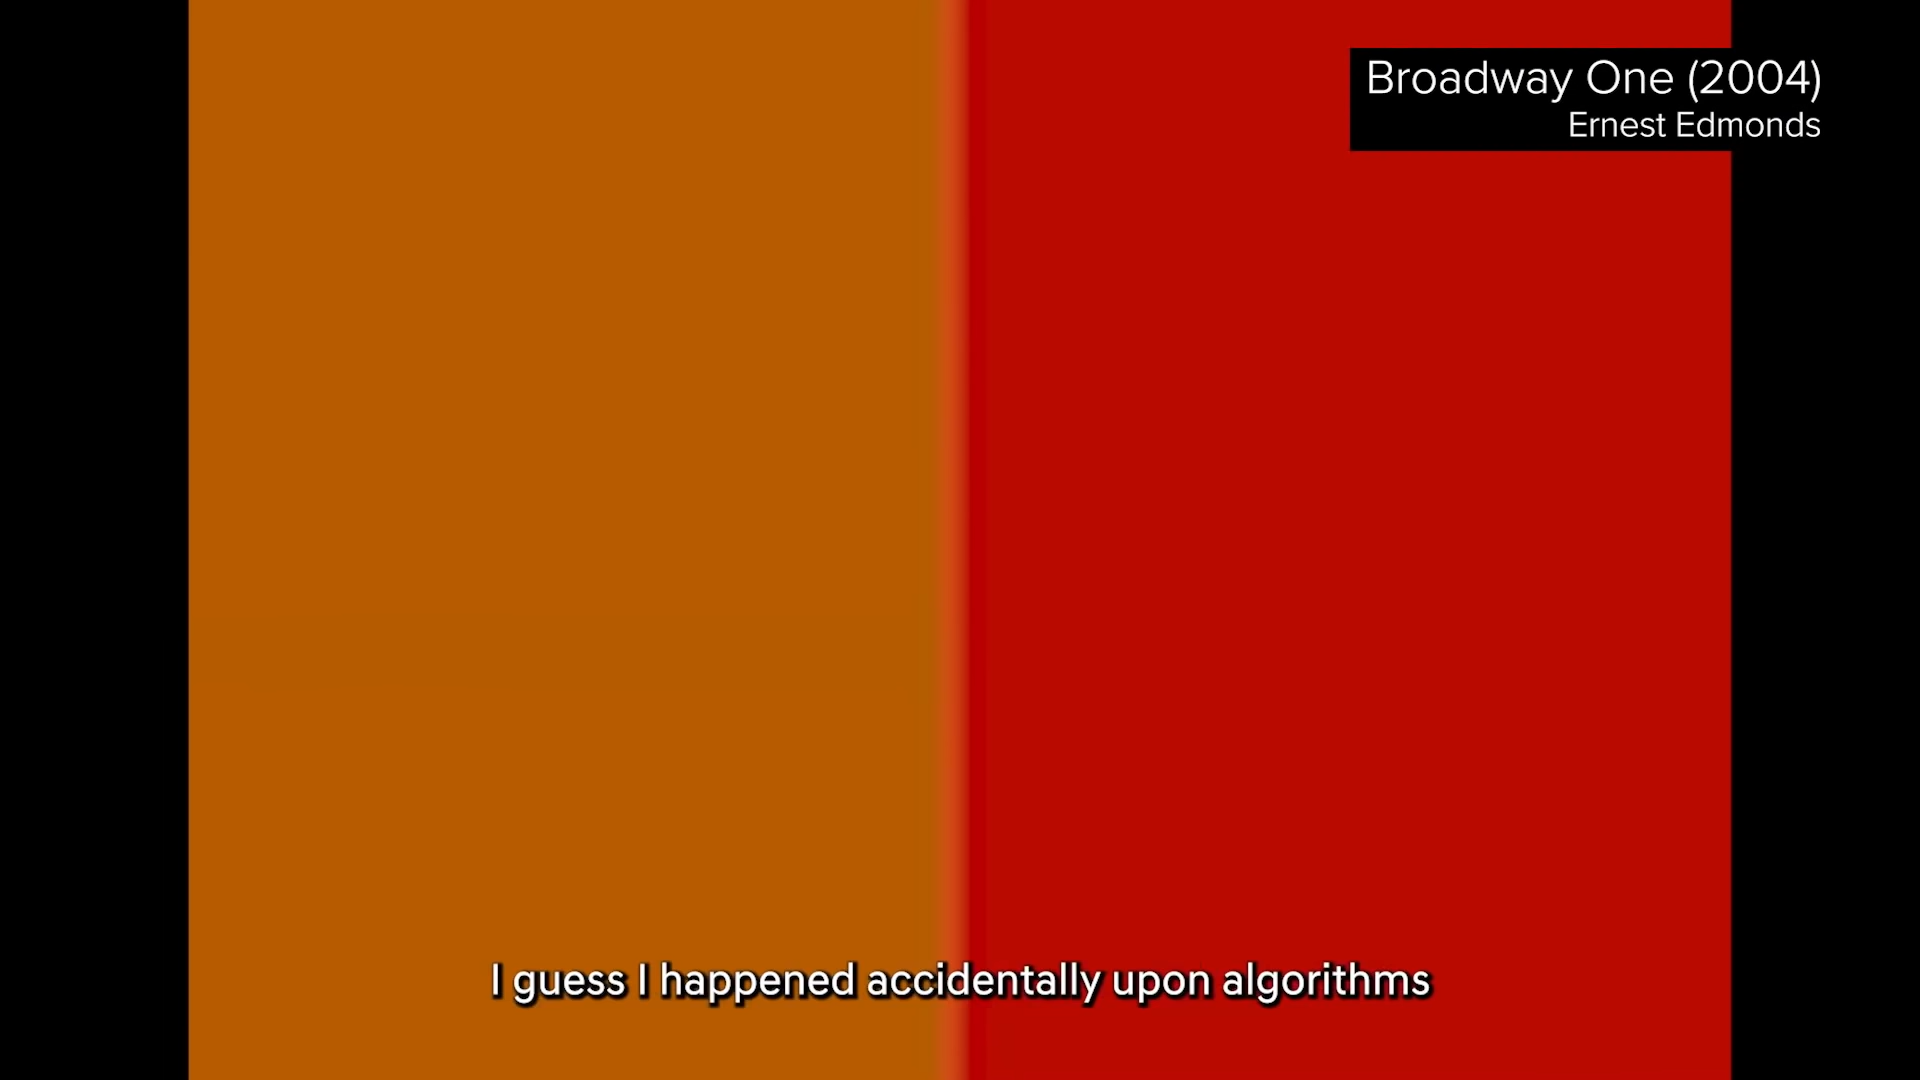 Broadway One (2004)
Ernest Edmonds
I guess I happened accidentally upon algorithms